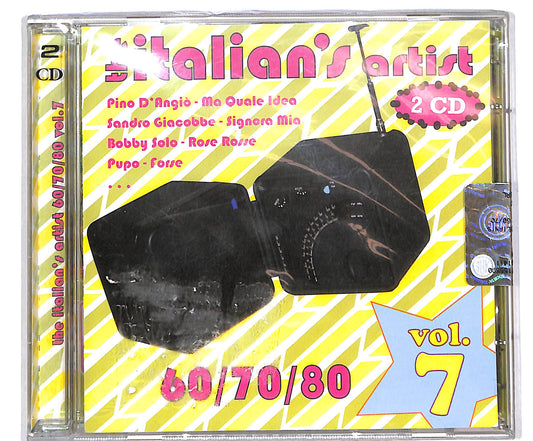 the italian's artist
2 CD
Pino D'Angiò - Ma Quale Idea
Sandro Giacobbe - Signora Mia
Bobby Solo - Rose Rosse
Pupo - Forse
...
60/70/80
vol.
7
2
CD
the italian's artist 60/70/80 vol.7